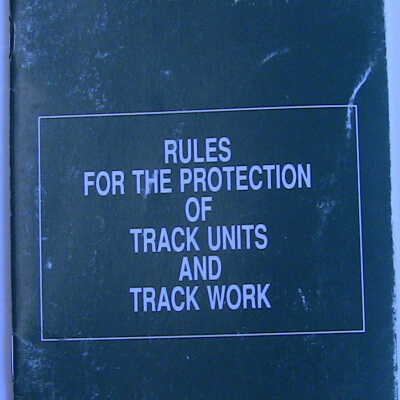 RULES
FOR THE PROTECTION
OF
TRACK UNITS
AND
TRACK WORK